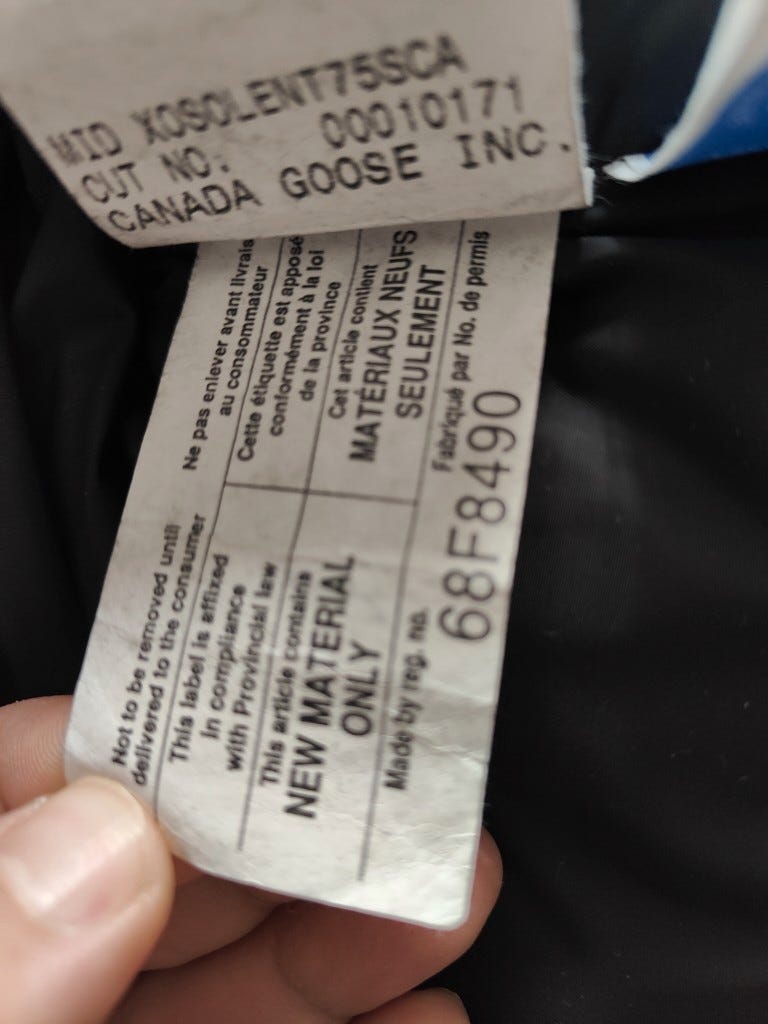 MID XOSOLENT75SCA
CUT NO: 00010171
CANADA GOOSE INC.
Not to be removed until
delivered to the consumer
Ne pas enlever avant livrais
au consommateur
This label is affixed
in compliance
with Provincial law
Cette étiquette est apposé
conformément à la loi
de la province
This article contains
NEW MATERIAL
ONLY
Cet article contient
MATÉRIAUX NEUFS
SEULEMENT
Made by reg. no.
Fabriqué par No. de permis
68F8490